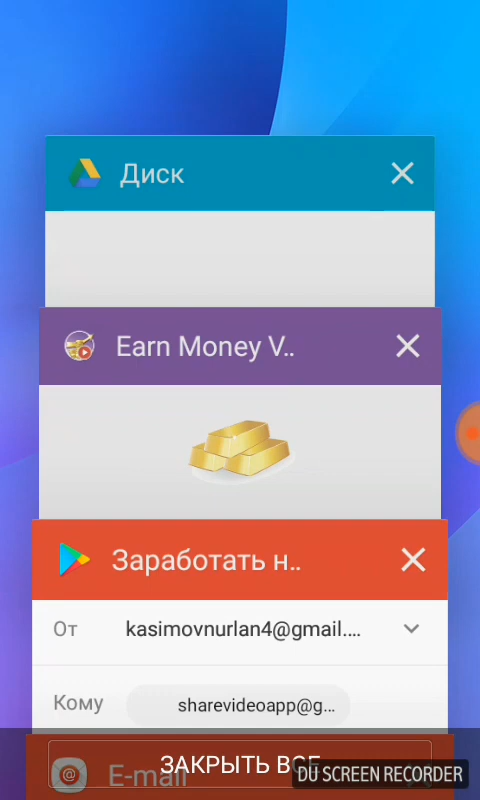 Диск
Earn Money V..
Заработать н..
От kasimovnurlan4@gmail....
Кому sharevideoapp@g...
E-mail
ЗАКРЫТЬ ВСЕ
DU SCREEN RECORDER